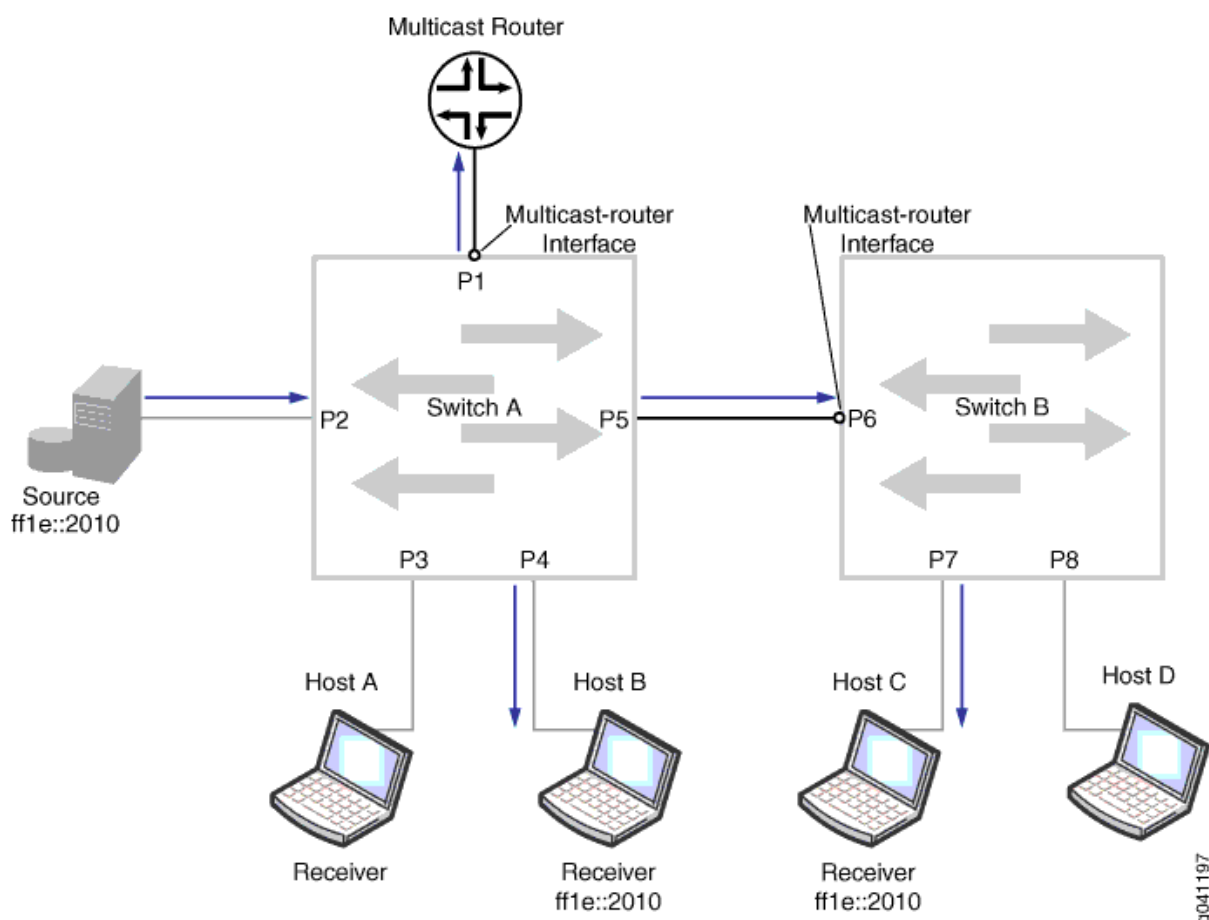 Multicast Router
Multicast-router
Interface
Multicast-router
Interface
P1
Switch A
P2
P5
P6
Switch B
Source
ff1e::2010
P3
P4
P7
P8
Host A
Host B
Host C
Host D
Receiver
Receiver
ff1e::2010
Receiver
ff1e::2010
g041197